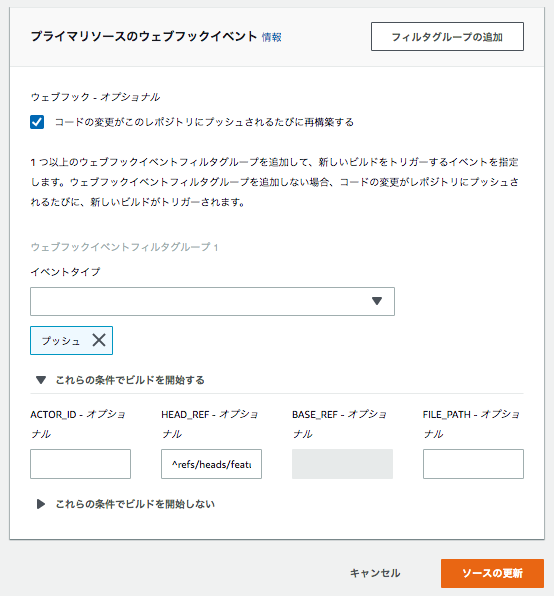 プライマリソースのウェブフックイベント 情報
フィルタグループの追加
ウェブフック - オプショナル
コードの変更がこのレポジトリにプッシュされるたびに再構築する
1 つ以上のウェブフックイベントフィルタグループを追加して、新しいビルドをトリガーするイベントを指定
します。ウェブフックイベントフィルタグループを追加しない場合、コードの変更がレポジトリにプッシュさ
れるたびに、新しいビルドがトリガーされます。
ウェブフックイベントフィルタグループ 1
イベントタイプ
プッシュ
これらの条件でビルドを開始する
ACTOR_ID - オプショ
ナル
HEAD_REF - オプショ
ナル
BASE_REF - オプショ
ナル
FILE_PATH - オプショ
ナル
^refs/heads/featu
これらの条件でビルドを開始しない
キャンセル
ソースの更新